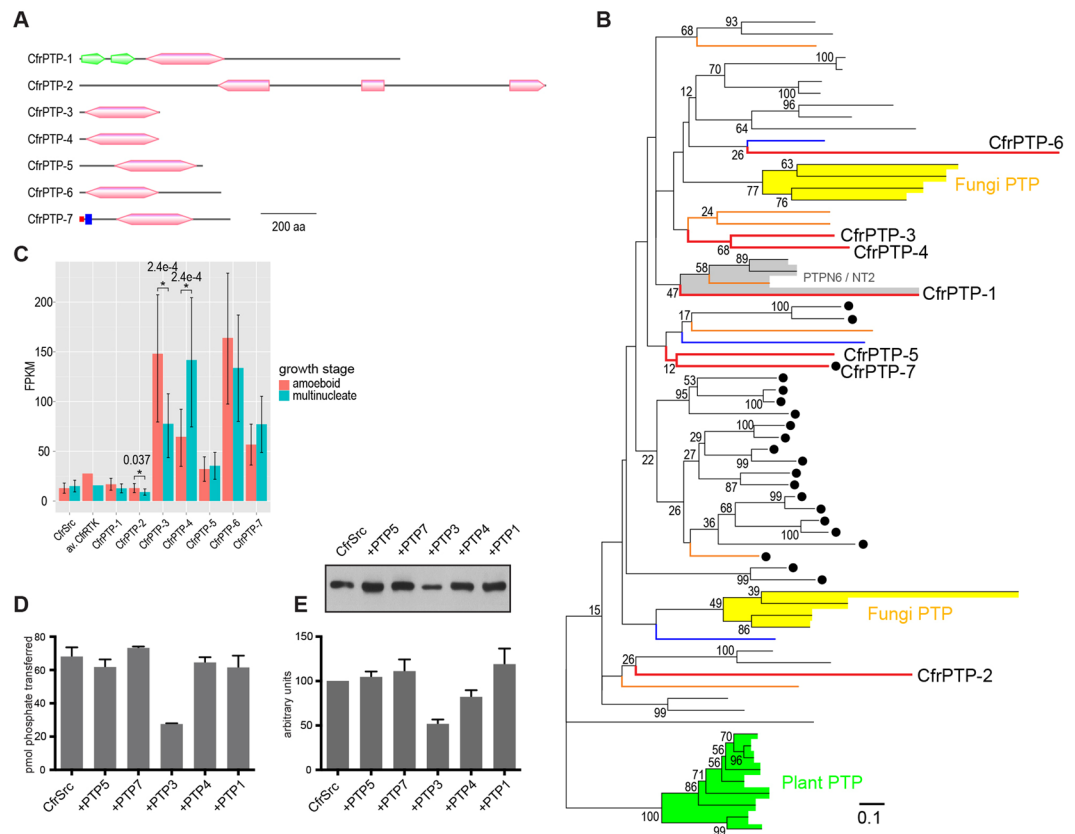 A
CfrPTP-1
CfrPTP-2
CfrPTP-3
CfrPTP-4
CfrPTP-5
CfrPTP-6
CfrPTP-7
200 aa
B
93
68
100
70
100
12
96
64
26
CfrPTP-6
63
77
76
Fungi PTP
24
68
CfrPTP-3
CfrPTP-4
89
58
PTPN6 / NT2
47
CfrPTP-1
100
17
12
CfrPTP-5
CfrPTP-7
53
95
100
100
29
22
27
99
87
26
99
68
36
100
99
39
49
86
Fungi PTP
15
100
26
CfrPTP-2
99
70
56
96
56
71
86
100
99
Plant PTP
0.1
C
2.4e-4
2.4e-4
*
*
0.037
*
FPKM
200
150
100
50
0
growth stage
amoeboid
multinucleate
CfrSrc
av. CfrRTK
CfrPTP-1
CfrPTP-2
CfrPTP-3
CfrPTP-4
CfrPTP-5
CfrPTP-6
CfrPTP-7
D
pmol phosphate transferred
80
60
40
20
0
CfrSrc
+PTP5
+PTP7
+PTP3
+PTP4
+PTP1
E
CfrSrc
+PTP5
+PTP7
+PTP3
+PTP4
+PTP1
arbitrary units
150
100
50
0
CfrSrc
+PTP5
+PTP7
+PTP3
+PTP4
+PTP1